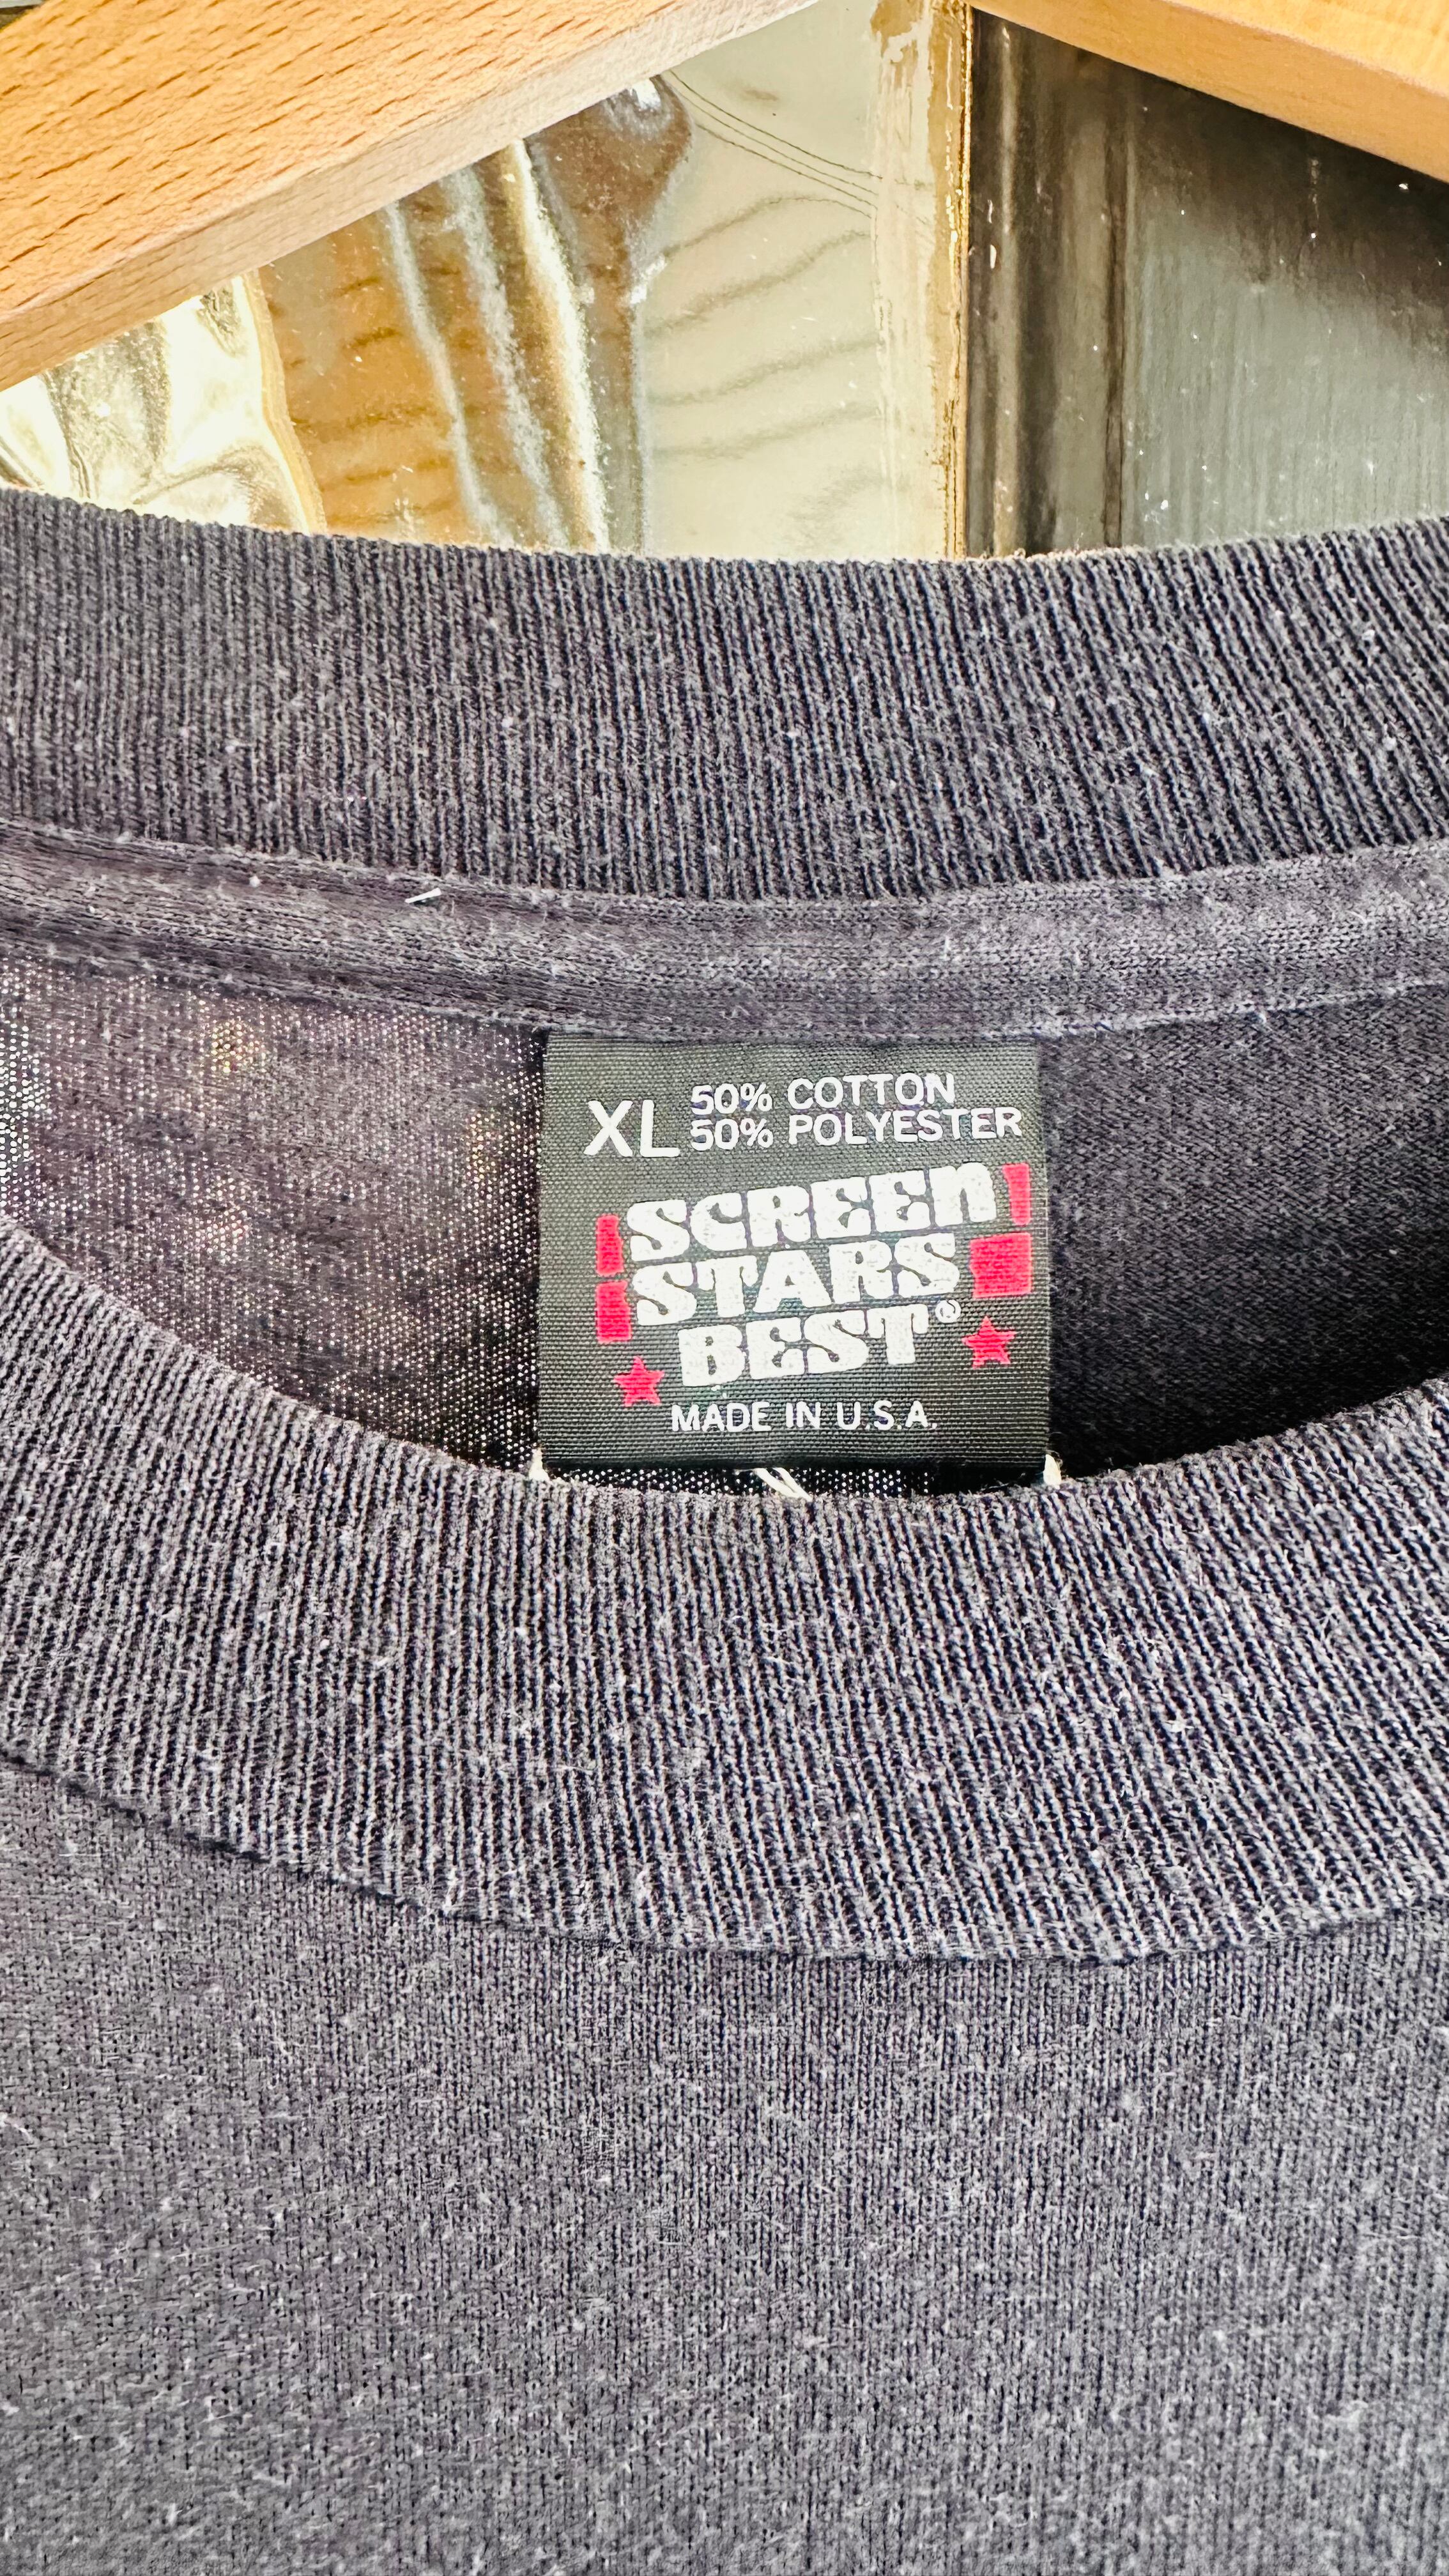 XL 50% COTTON
50% POLYESTER
SCREEN
STARS
BEST®
MADE IN U.S.A.